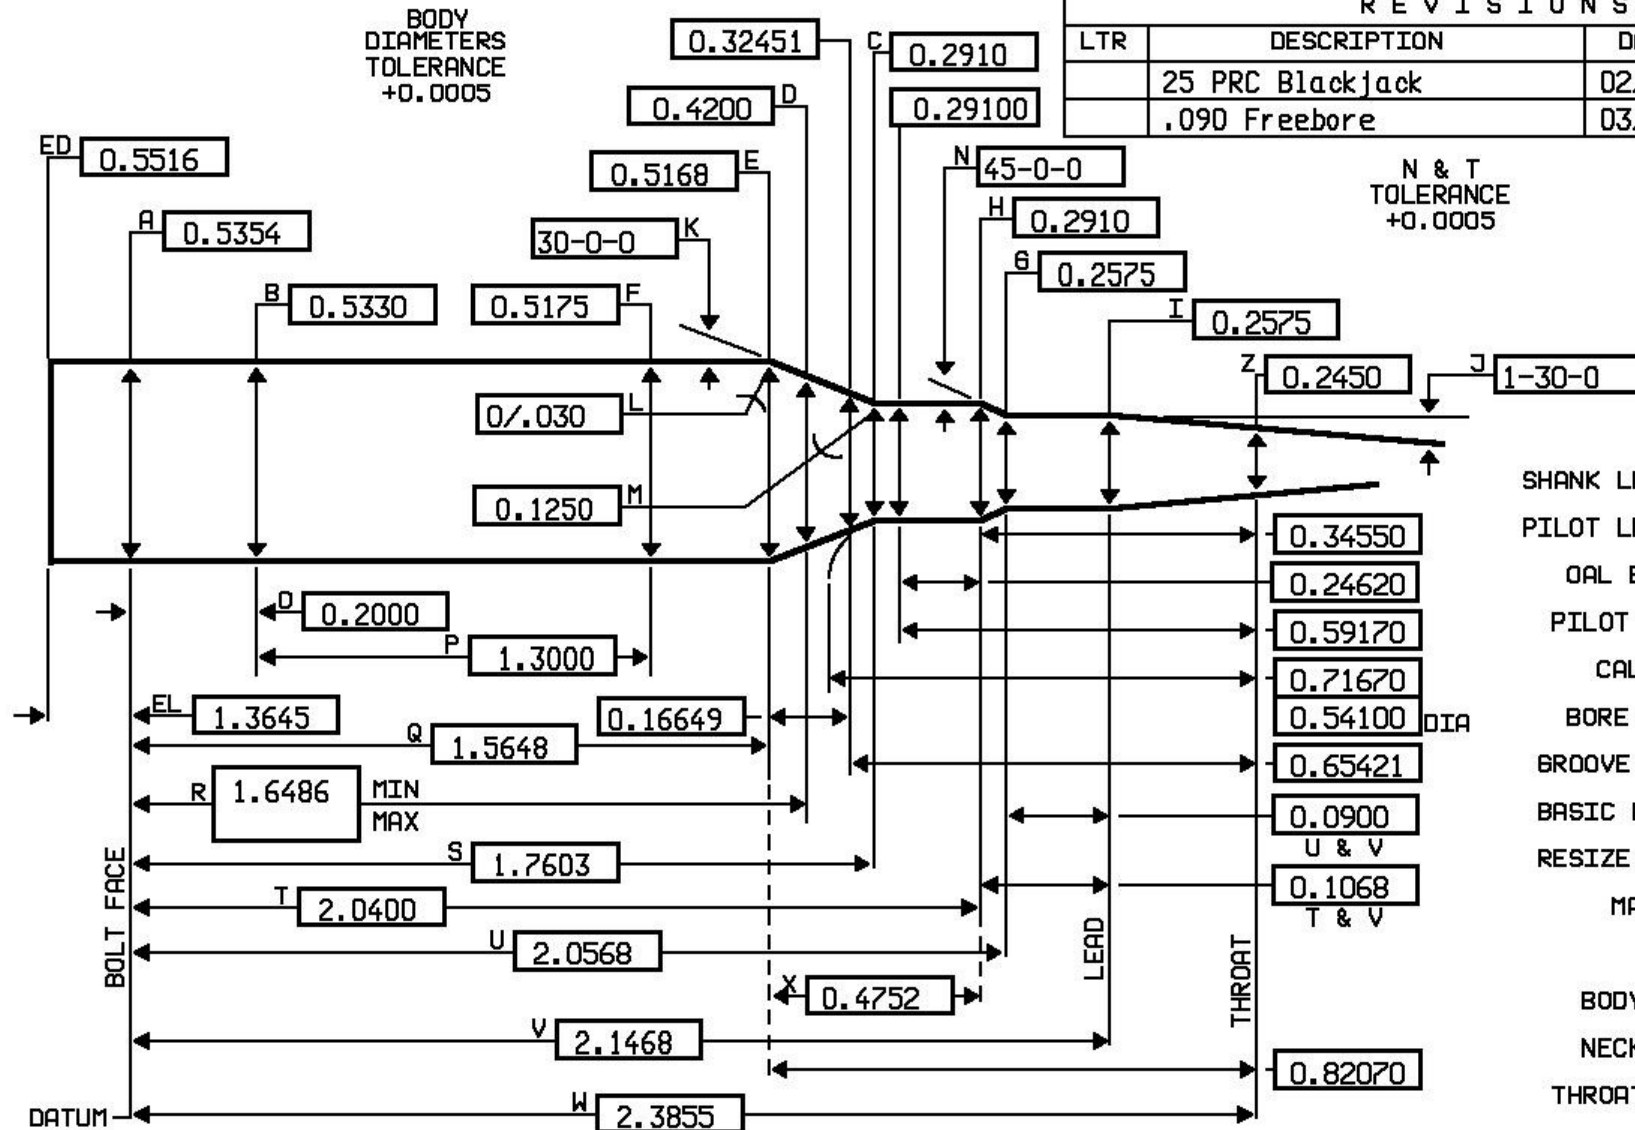 BODY
DIAMETERS
TOLERANCE
+0.0005
0.32451
C 0.2910
0.4200 D
0.29100
REVISIONS
LTR DESCRIPTION
25 PRC Blackjack 02
.090 Freebore 03
ED 0.5516
0.5168 E
N 45-0-0
N & T
TOLERANCE
+0.0005
A 0.5354
30-0-0 K
H 0.2910
G 0.2575
B 0.5330
0.5175 F
I 0.2575
Z 0.2450
J 1-30-0
0/.030 L
0.1250 M
SHANK
0.34550
PILOT
0.24620
OAL
O 0.2000
0.59170
PILOT
P 1.3000
0.71670
EL 1.3645
0.16649
0.54100 DIA
BORE
Q 1.5648
0.65421
GROOVE
R 1.6486 MIN
MAX
0.0900
U & V
BASIC
S 1.7603
RESIZE
0.1068
T & V
T 2.0400
BOLT FACE
LEAD
THROAT
U 2.0568
X 0.4752
BODY
V 2.1468
NECK
0.82070
THROAT
DATUM
W 2.3855